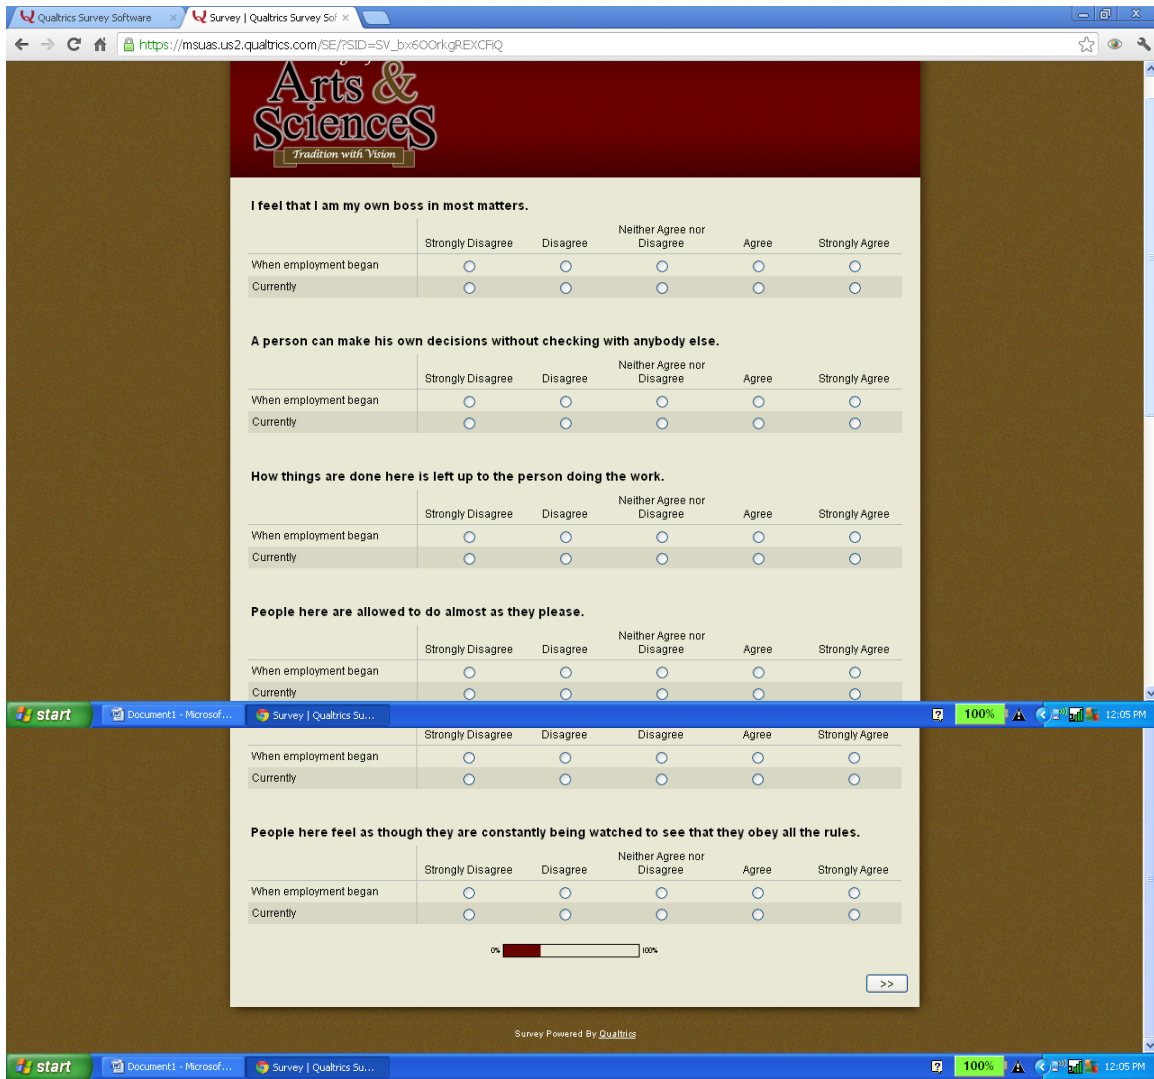 Qualtrics Survey Software
Survey | Qualtrics Survey Sof
https://msuas.us2.qualtrics.com/SE/?SID=SV_bx6OOrkgREXCFiQ
Arts &
Sciences
Tradition with Vision
I feel that I am my own boss in most matters.
Strongly Disagree Disagree Neither Agree nor Disagree Agree Strongly Agree
When employment began
Currently
A person can make his own decisions without checking with anybody else.
Strongly Disagree Disagree Neither Agree nor Disagree Agree Strongly Agree
When employment began
Currently
How things are done here is left up to the person doing the work.
Strongly Disagree Disagree Neither Agree nor Disagree Agree Strongly Agree
When employment began
Currently
People here are allowed to do almost as they please.
Strongly Disagree Disagree Neither Agree nor Disagree Agree Strongly Agree
When employment began
Currently
start Document1 - Microsof... Survey | Qualtrics Su... 100% 12:05 PM
Strongly Disagree Disagree Disagree Agree Strongly Agree
When employment began
Currently
People here feel as though they are constantly being watched to see that they obey all the rules.
Strongly Disagree Disagree Neither Agree nor Disagree Agree Strongly Agree
When employment began
Currently
0% 100%
>>
Survey Powered By Qualtrics
start Document1 - Microsof... Survey | Qualtrics Su... 100% 12:05 PM